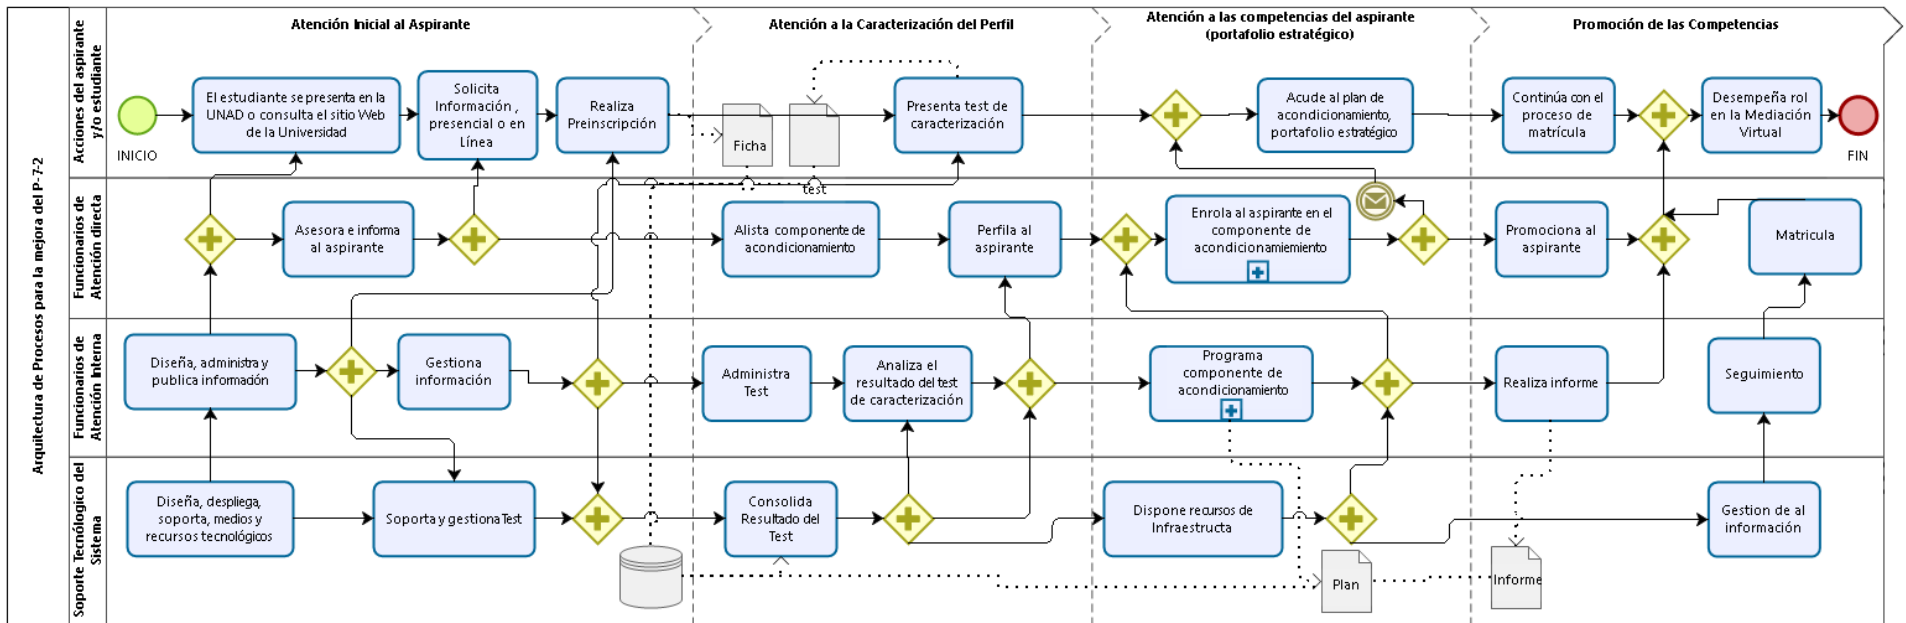 Arquitectura de Procesos para la mejora del P-7-2
Atención Inicial al Aspirante
Atención a la Caracterización del Perfil
Atención a las competencias del aspirante
(portafolio estratégico)
Promoción de las Competencias
Acciones del aspirante
y/o estudiante
INICIO
El estudiante se presenta en la
UNAD o consulta el sitio Web
de la Universidad
Solicita
Información ,
presencial o en
Línea
Realiza
Preinscripción
Ficha
test
Presenta test de
caracterización
Acude al plan de
acondicionamiento,
portafolio estratégico
Continúa con el
proceso de
matrícula
Desempeña rol
en la Mediación
Virtual
FIN
Funcionarios de
Atención directa
Asesora e informa
al aspirante
Alista componente de
acondicionamiento
Perfila al
aspirante
Enrola al aspirante en el
componente de
acondicionamiemiento
Promociona al
aspirante
Matricula
Funcionarios de
Atención Interna
Diseña, administra y
publica información
Gestiona
información
Administra
Test
Analiza el
resultado del test
de caracterización
Programa
componente de
acondicionamiento
Realiza informe
Seguimiento
Soporte Tecnólogico del
Sistema
Diseña, despliega,
soporta, medios y
recursos tecnológicos
Soporta y gestiona Test
Consolida
Resultado del
Test
Dispone recursos de
Infraestructa
Plan
Informe
Gestion de al
información